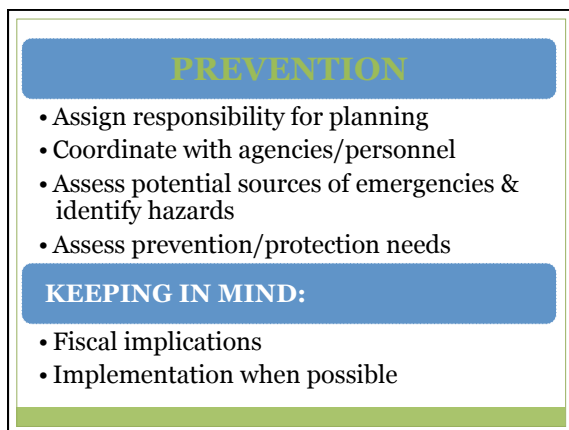 PREVENTION
• Assign responsibility for planning
• Coordinate with agencies/personnel
• Assess potential sources of emergencies &
identify hazards
• Assess prevention/protection needs
KEEPING IN MIND:
• Fiscal implications
• Implementation when possible